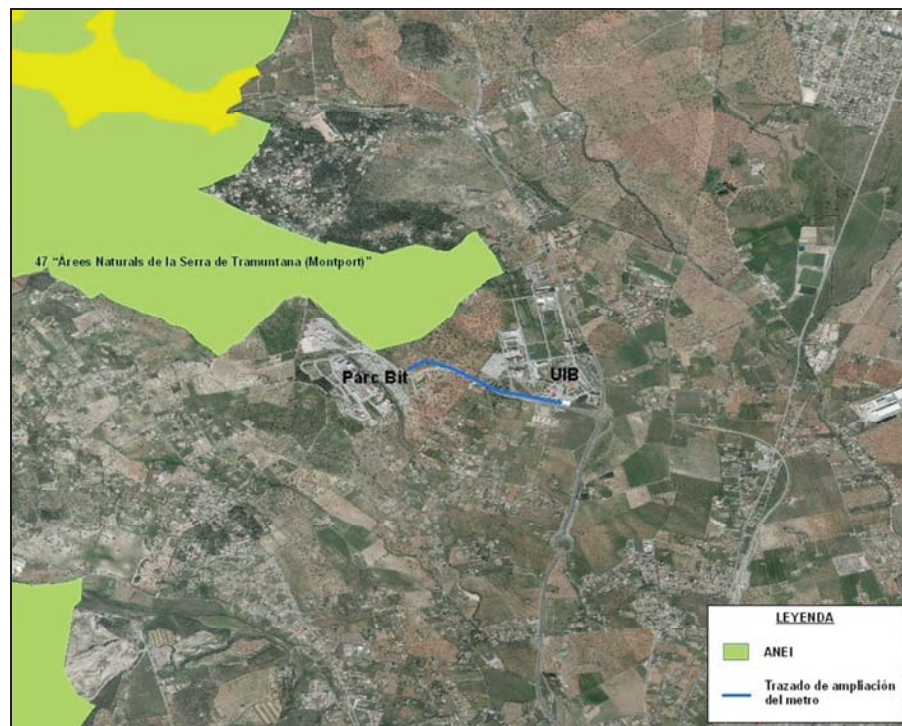 47 "Àrees Naturals de la Serra de Tramuntana (Montport)"
Parc Bit
UIB
LEYENDA
ANEI
Trazado de ampliación
del metro